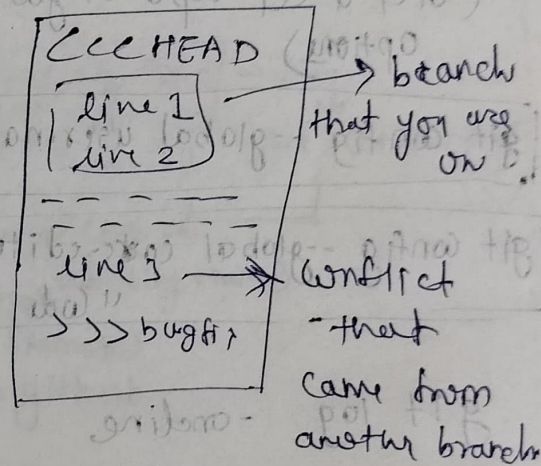 <<< HEAD
line 1
line 2
branch
that you are
on.
line 3
>>> bugfix
conflict
that
came from
another branch